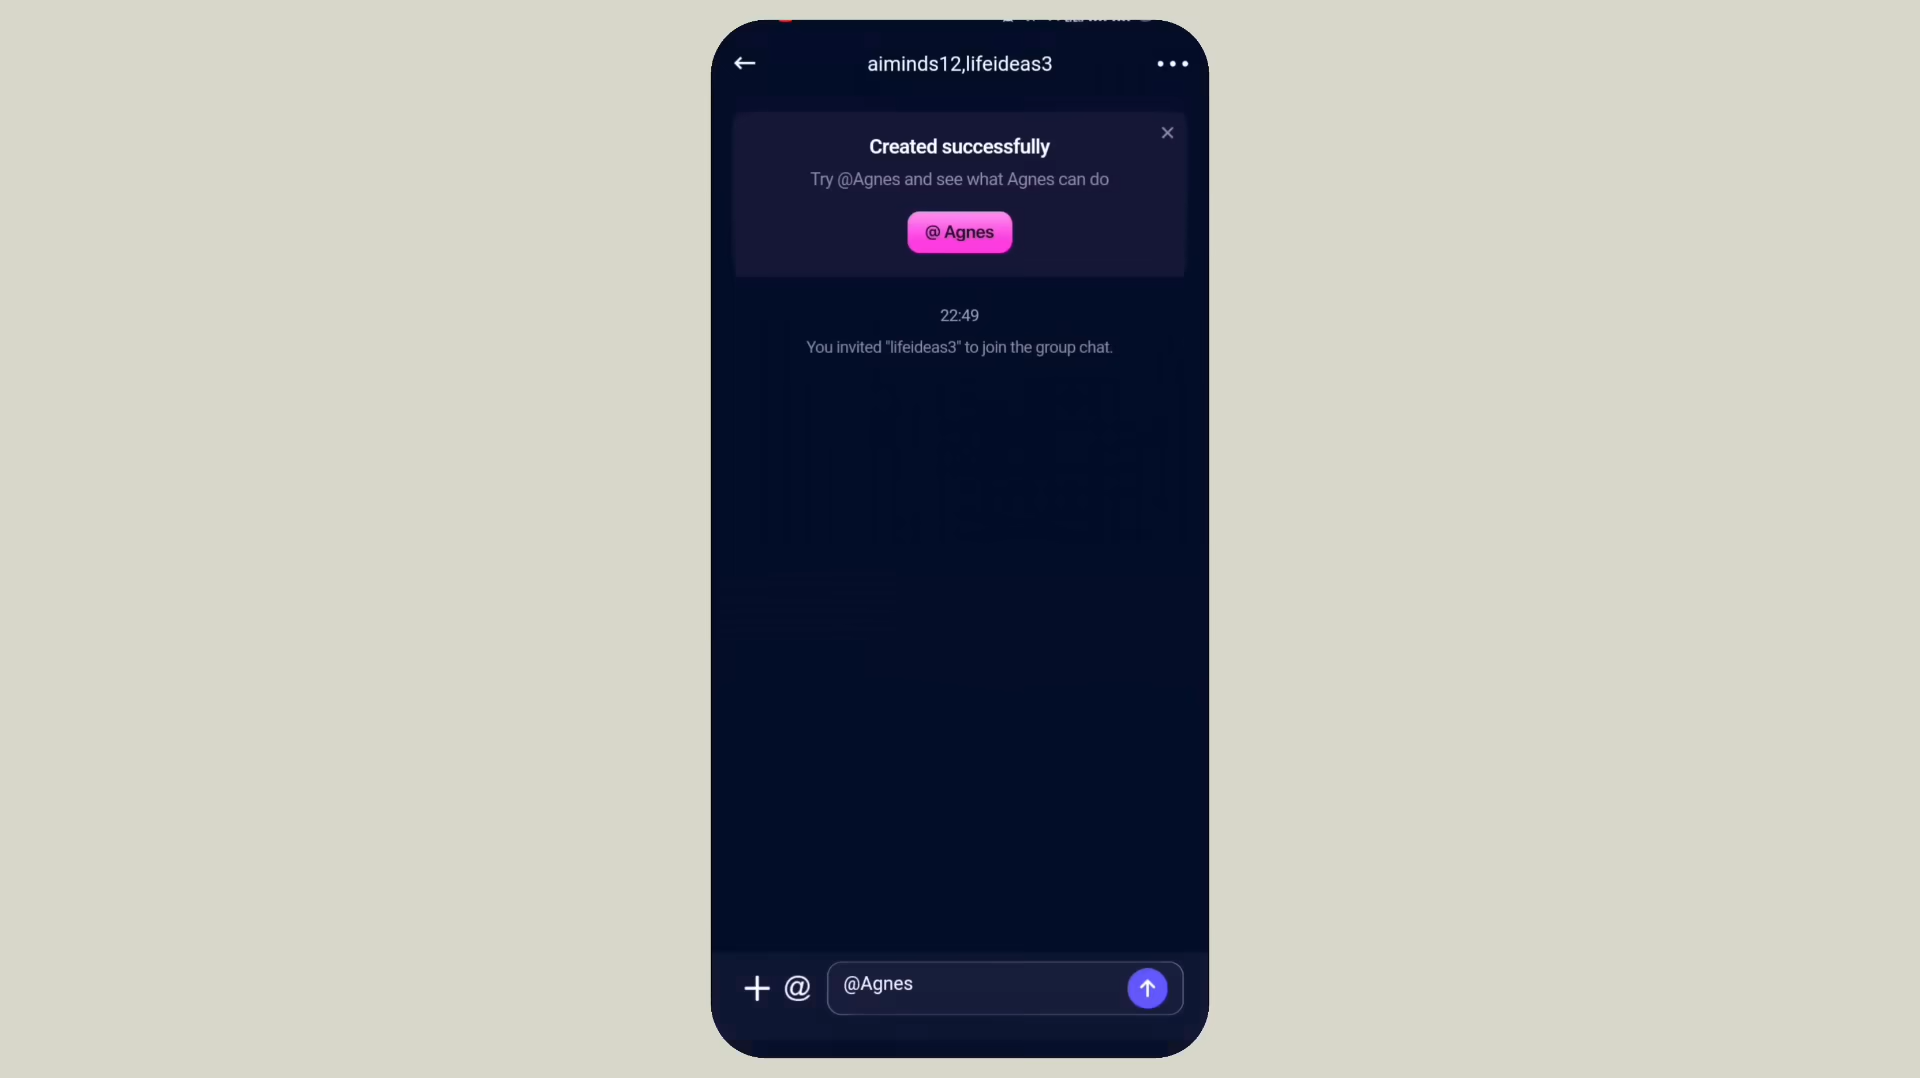 aiminds12,lifeideas3
Created successfully
Try @Agnes and see what Agnes can do
@ Agnes
22:49
You invited "lifeideas3" to join the group chat.
@ @Agnes